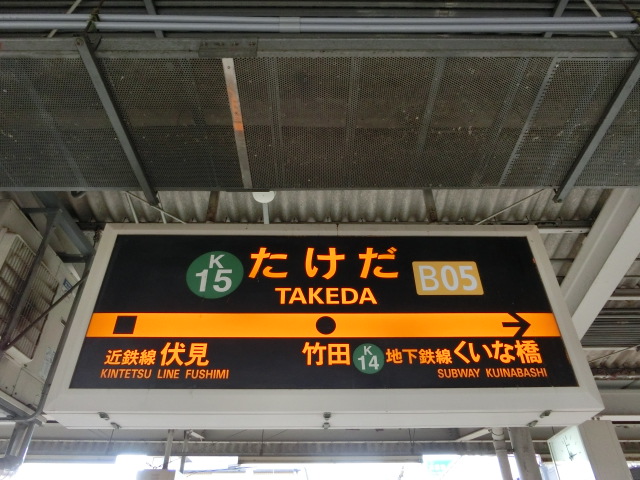 K
15 たけだ B05
TAKEDA
近鉄線 伏見 竹田 K 14 地下鉄線 くいな橋
KINTETSU LINE FUSHIMI SUBWAY KUINABASHI